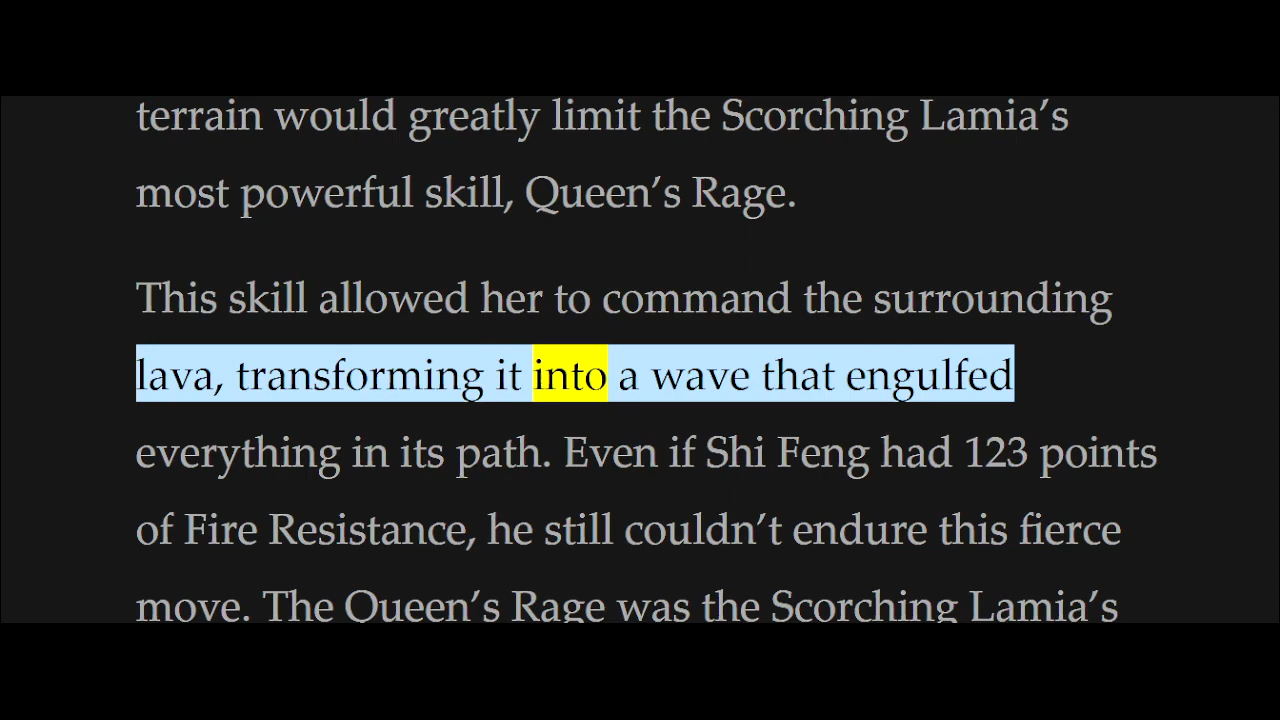 terrain would greatly limit the Scorching Lamia’s
most powerful skill, Queen’s Rage.
This skill allowed her to command the surrounding
lava, transforming it into a wave that engulfed
everything in its path. Even if Shi Feng had 123 points
of Fire Resistance, he still couldn’t endure this fierce
move. The Queen’s Rage was the Scorching Lamia’s